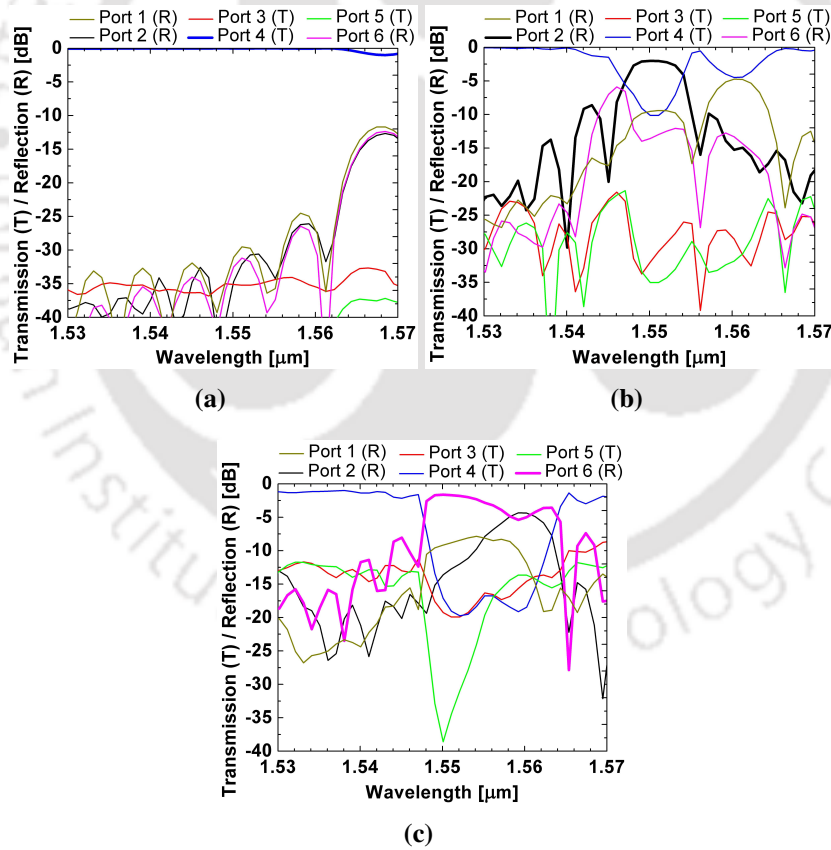 Port 1 (R) Port 3 (T) Port 5 (T)
Port 2 (R) Port 4 (T) Port 6 (R)
Transmission (T) / Reflection (R) [dB]
0
-5
-10
-15
-20
-25
-30
-35
-40
1.53 1.54 1.55 1.56 1.57
Wavelength [μm]
(a)
Port 1 (R) Port 3 (T) Port 5 (T)
Port 2 (R) Port 4 (T) Port 6 (R)
Transmission (T) / Reflection (R) [dB]
0
-5
-10
-15
-20
-25
-30
-35
-40
1.53 1.54 1.55 1.56 1.57
Wavelength [μm]
(b)
Port 1 (R) Port 3 (T) Port 5 (T)
Port 2 (R) Port 4 (T) Port 6 (R)
Transmission (T) / Reflection (R) [dB]
0
-5
-10
-15
-20
-25
-30
-35
-40
1.53 1.54 1.55 1.56 1.57
Wavelength [μm]
(c)